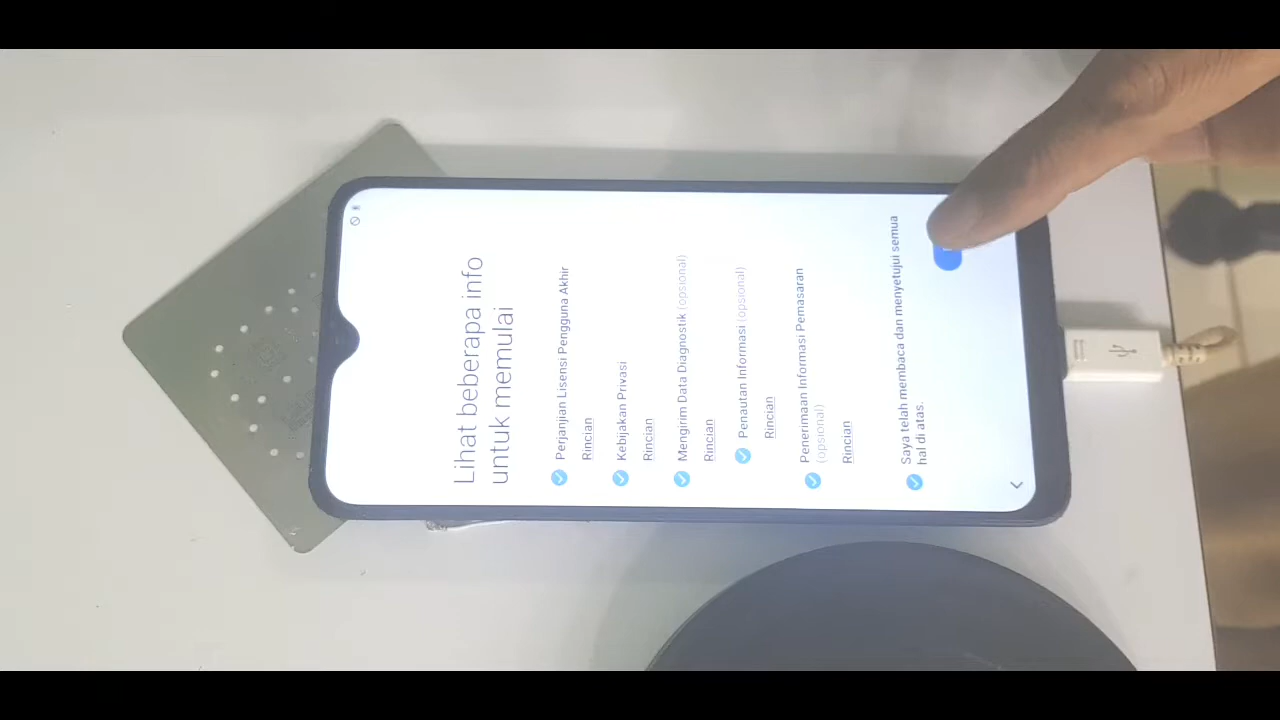 Lihat beberapa info
untuk memulai
Perjanjian Lisensi Pengguna Akhir
Rincian
Kebijakan Privasi
Rincian
Mengirim Data Diagnostik (opsional)
Rincian
Penautan Informasi (opsional)
Rincian
Penerimaan Informasi Pemasaran
(opsional)
Rincian
Saya telah membaca dan menyetujui semua
hal di atas.